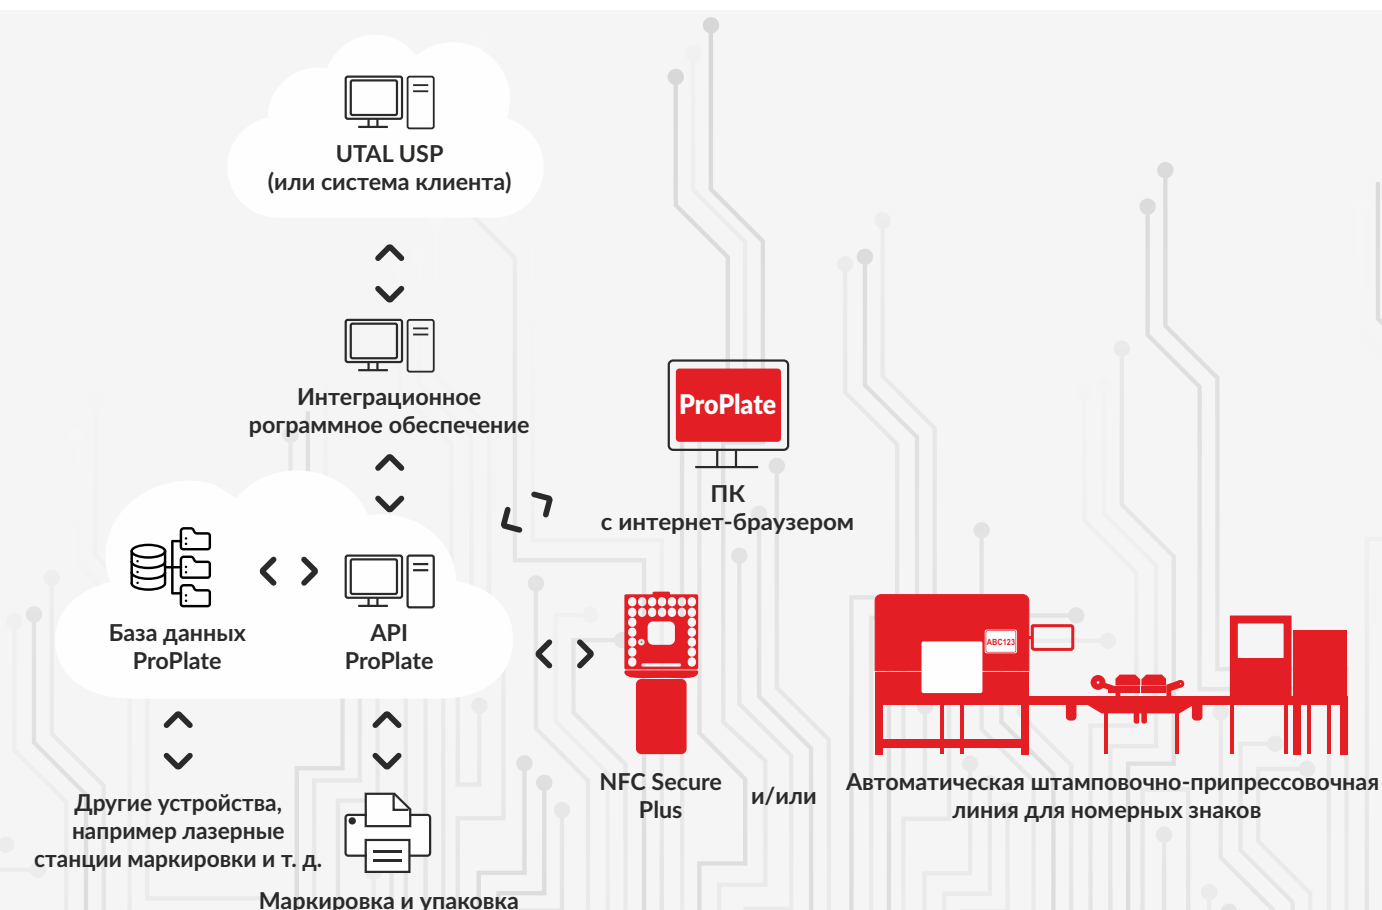 UTAL USP
(или система клиента)
Интеграционное
рограммное обеспечение
ProPlate
ПК
с интернет-браузером
База данных
ProPlate
API
ProPlate
ABC123
NFC Secure
Plus
и/или
Автоматическая штамповочно-припрессовочная
линия для номерных знаков
Другие устройства,
например лазерные
станции маркировки и т. д.
Маркировка и упаковка